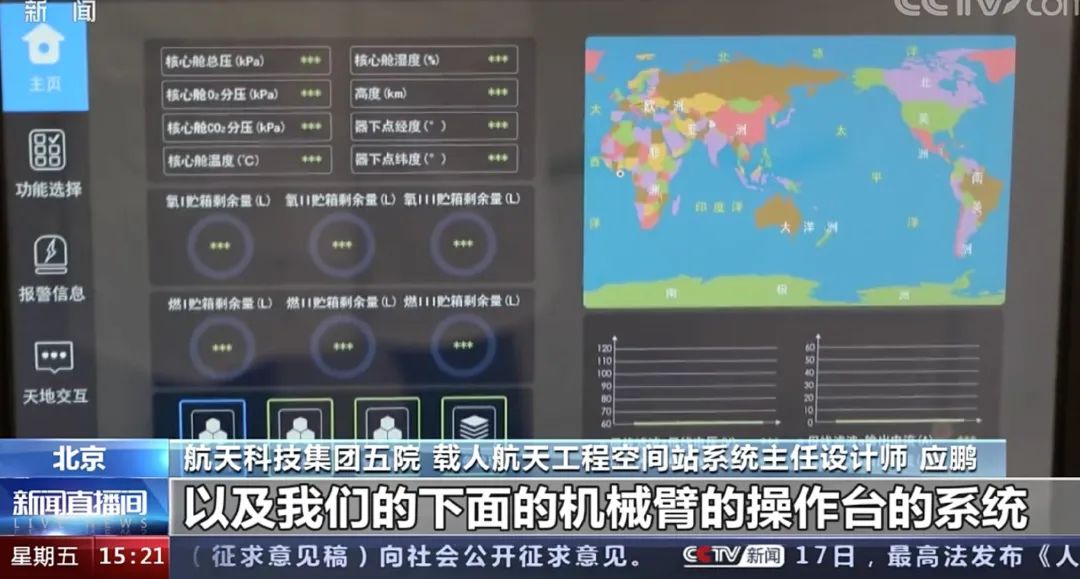 新闻
CCTV.com
主页
功能选择
报警信息
天地交互
核心舱总压(kPa) ***
核心舱湿度(%) ***
核心舱O₂分压(kPa) ***
高度(km) ***
核心舱CO₂分压(kPa) ***
器下点经度(°) ***
核心舱温度(℃) ***
器下点纬度(°) ***
氧I贮箱剩余量(L) 氧II贮箱剩余量(L) 氧III贮箱剩余量(L)
*** *** ***
燃I贮箱剩余量(L) 燃II贮箱剩余量(L) 燃III贮箱剩余量(L)
*** *** ***
北 冰 洋
欧 洲
亚 洲
非 洲
北 美 洲
南 美 洲
太 平 洋
大 西 洋
印 度 洋
大 洋 洲
南 极 洲
120
110
100
90
80
70
60
60
50
40
30
20
10
0
北京
航天科技集团五院 载人航天工程空间站系统主任设计师 应鹏
新闻直播间
LIVE NEWS
以及我们的下面的机械臂的操作台的系统
星期五 15:21
（征求意见稿）向社会公开征求意见。 CCTV新闻 17日，最高法发布《人